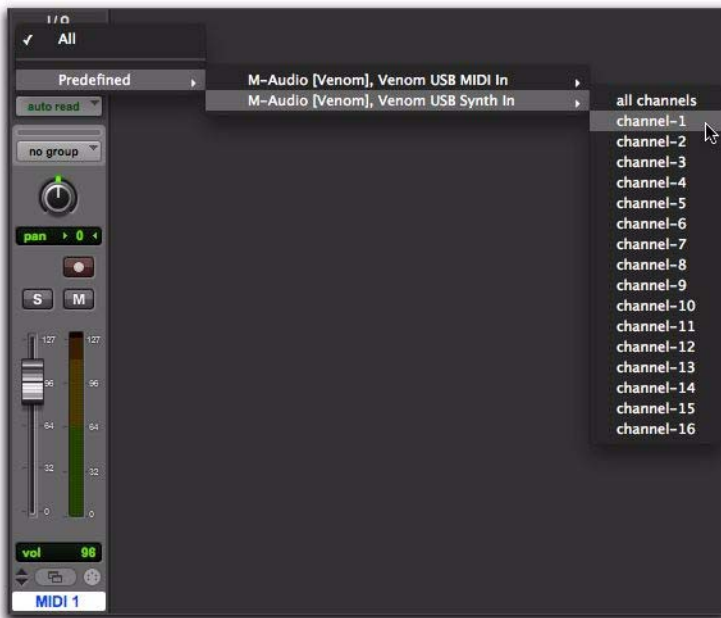 I/O
✓ All
Predefined
M-Audio [Venom], Venom USB MIDI In
M-Audio [Venom], Venom USB Synth In
all channels
channel-1
channel-2
channel-3
channel-4
channel-5
channel-6
channel-7
channel-8
channel-9
channel-10
channel-11
channel-12
channel-13
channel-14
channel-15
channel-16
auto read
no group
pan 0
S M
127 127
96 96
64 64
32 32
0 0
vol 96
MIDI 1